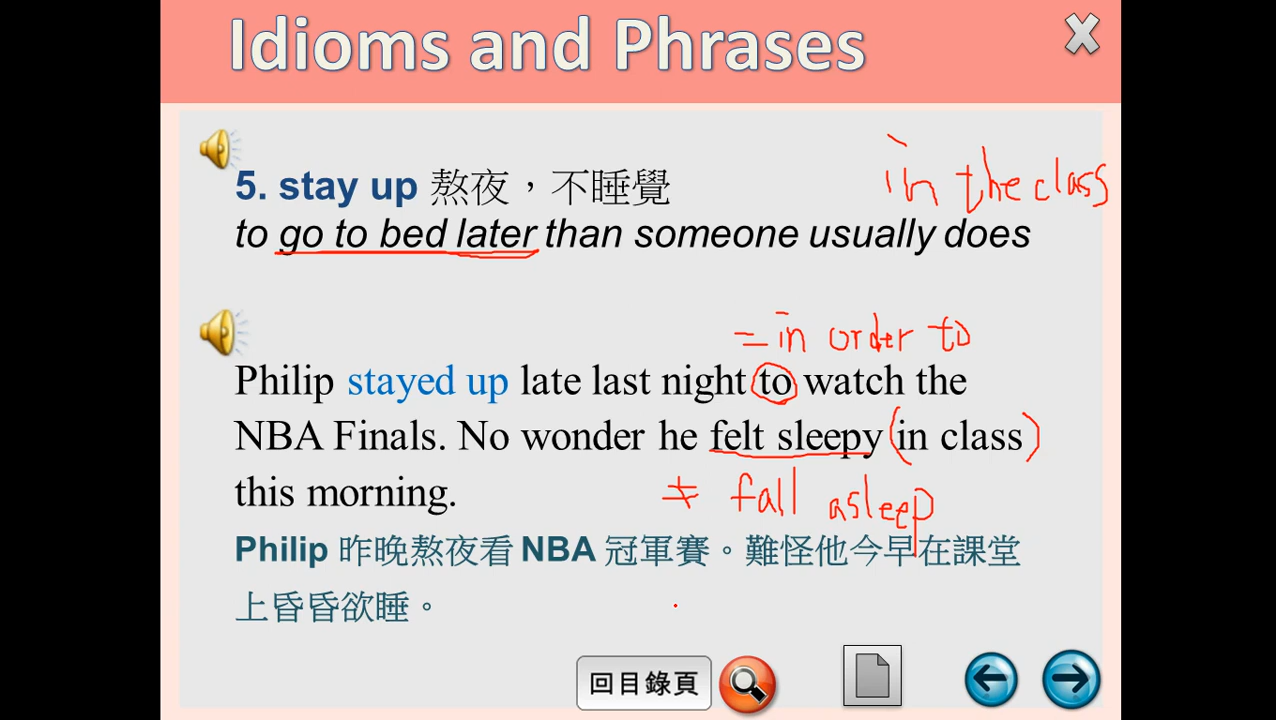 Idioms and Phrases
5. stay up 熬夜，不睡覺
in the class
to go to bed later than someone usually does
= in order to
Philip stayed up late last night to watch the
NBA Finals. No wonder he felt sleepy (in class)
this morning.
≠ fall asleep
Philip 昨晚熬夜看 NBA 冠軍賽。難怪他今早在課堂
上昏昏欲睡。
回目錄頁